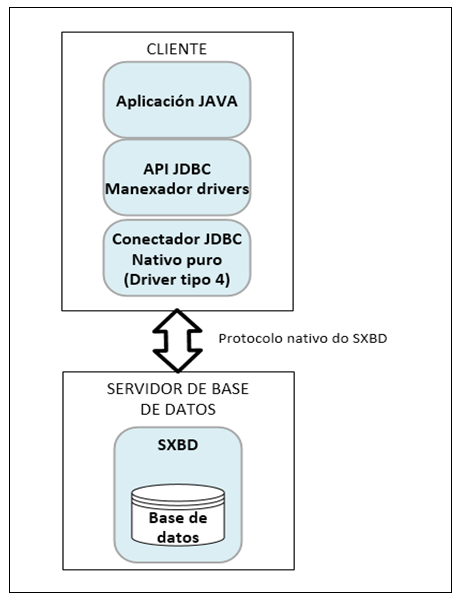 CLIENTE
Aplicación JAVA
API JDBC
Manexador drivers
Conectador JDBC
Nativo puro
(Driver tipo 4)
Protocolo nativo do SXBD
SERVIDOR DE BASE
DE DATOS
SXBD
Base de
datos